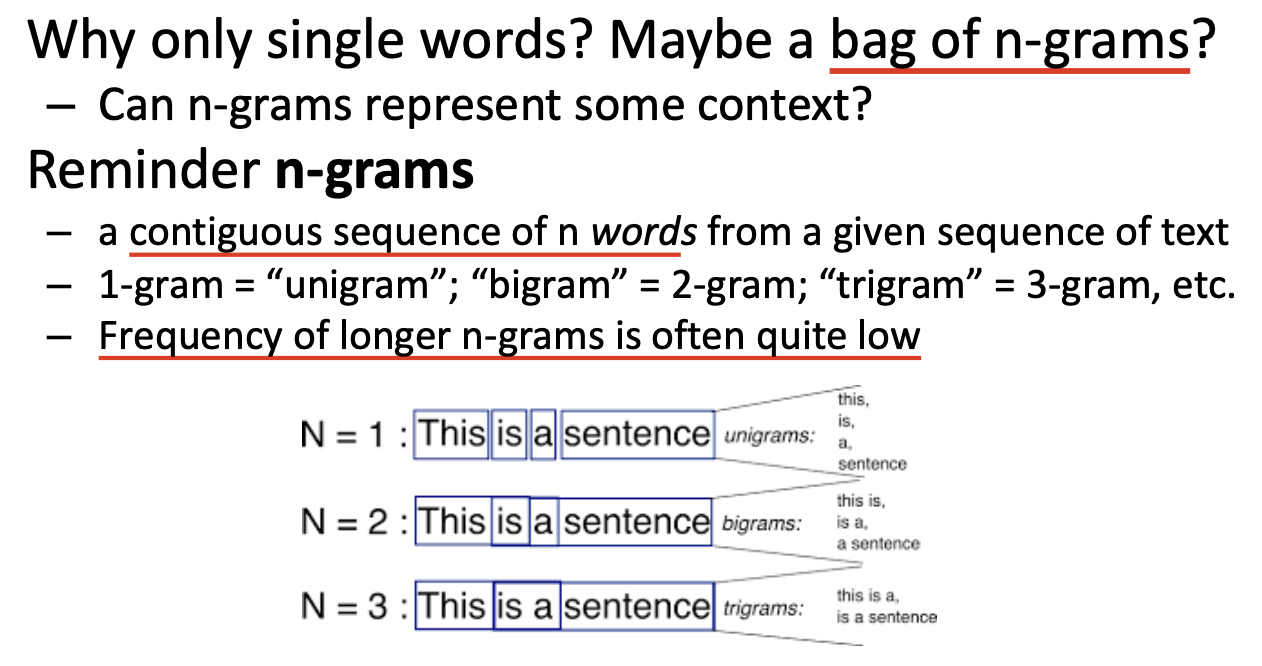 Why only single words? Maybe a bag of n-grams?
– Can n-grams represent some context?
Reminder n-grams
– a contiguous sequence of n words from a given sequence of text
– 1-gram = “unigram”; “bigram” = 2-gram; “trigram” = 3-gram, etc.
– Frequency of longer n-grams is often quite low
N = 1 : This is a sentence unigrams:
this,
is,
a,
sentence
N = 2 : This is a sentence bigrams:
this is,
is a,
a sentence
N = 3 : This is a sentence trigrams:
this is a,
is a sentence